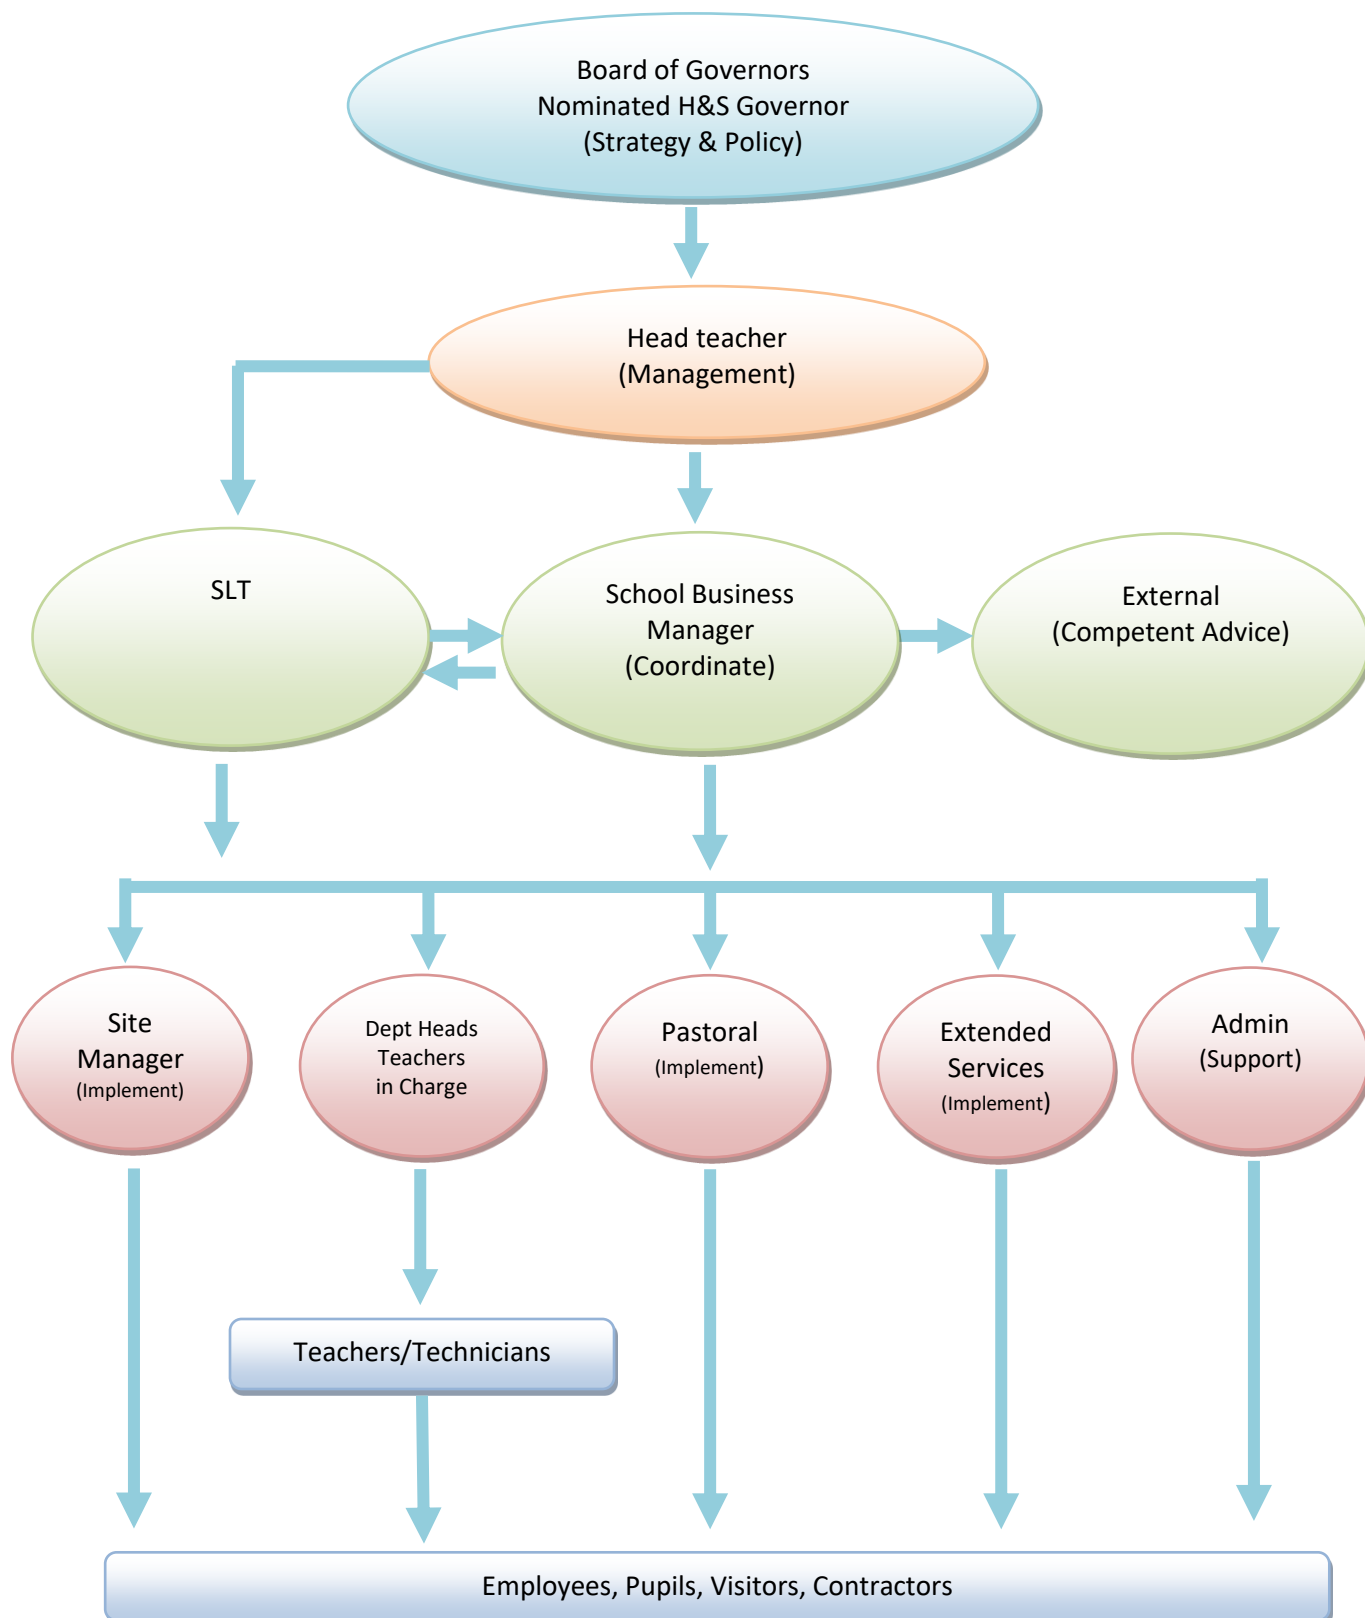 Board of Governors
Nominated H&S Governor
(Strategy & Policy)
Head teacher
(Management)
SLT
School Business
Manager
(Coordinate)
External
(Competent Advice)
Site
Manager
(Implement)
Dept Heads
Teachers
in Charge
Pastoral
(Implement)
Extended
Services
(Implement)
Admin
(Support)
Teachers/Technicians
Employees, Pupils, Visitors, Contractors